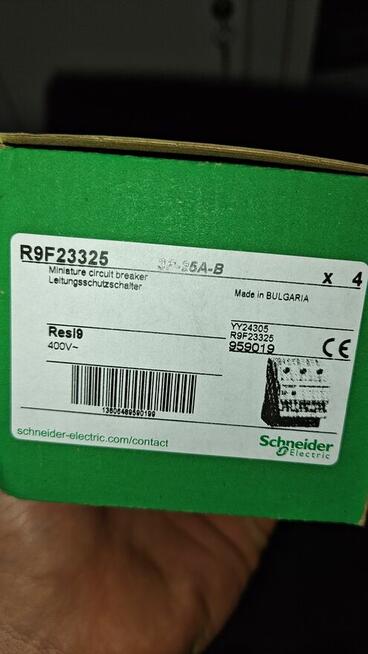 R9F23325 3P-25A-B
Miniature circuit breaker
Leitungsschutzschalter
x 4
Made in BULGARIA
Resi9
400V~
YY24305
R9F23325
959019
CE
13606489590199
schneider-electric.com/contact
Schneider
Electric